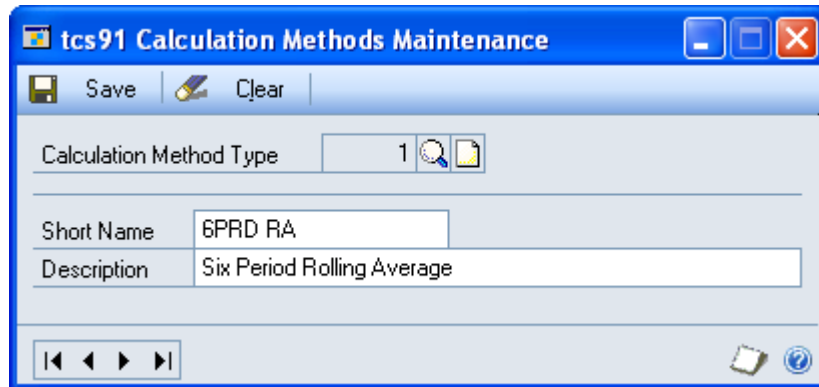 tcs91 Calculation Methods Maintenance
Save Clear
Calculation Method Type 1
Short Name 6PRD RA
Description Six Period Rolling Average